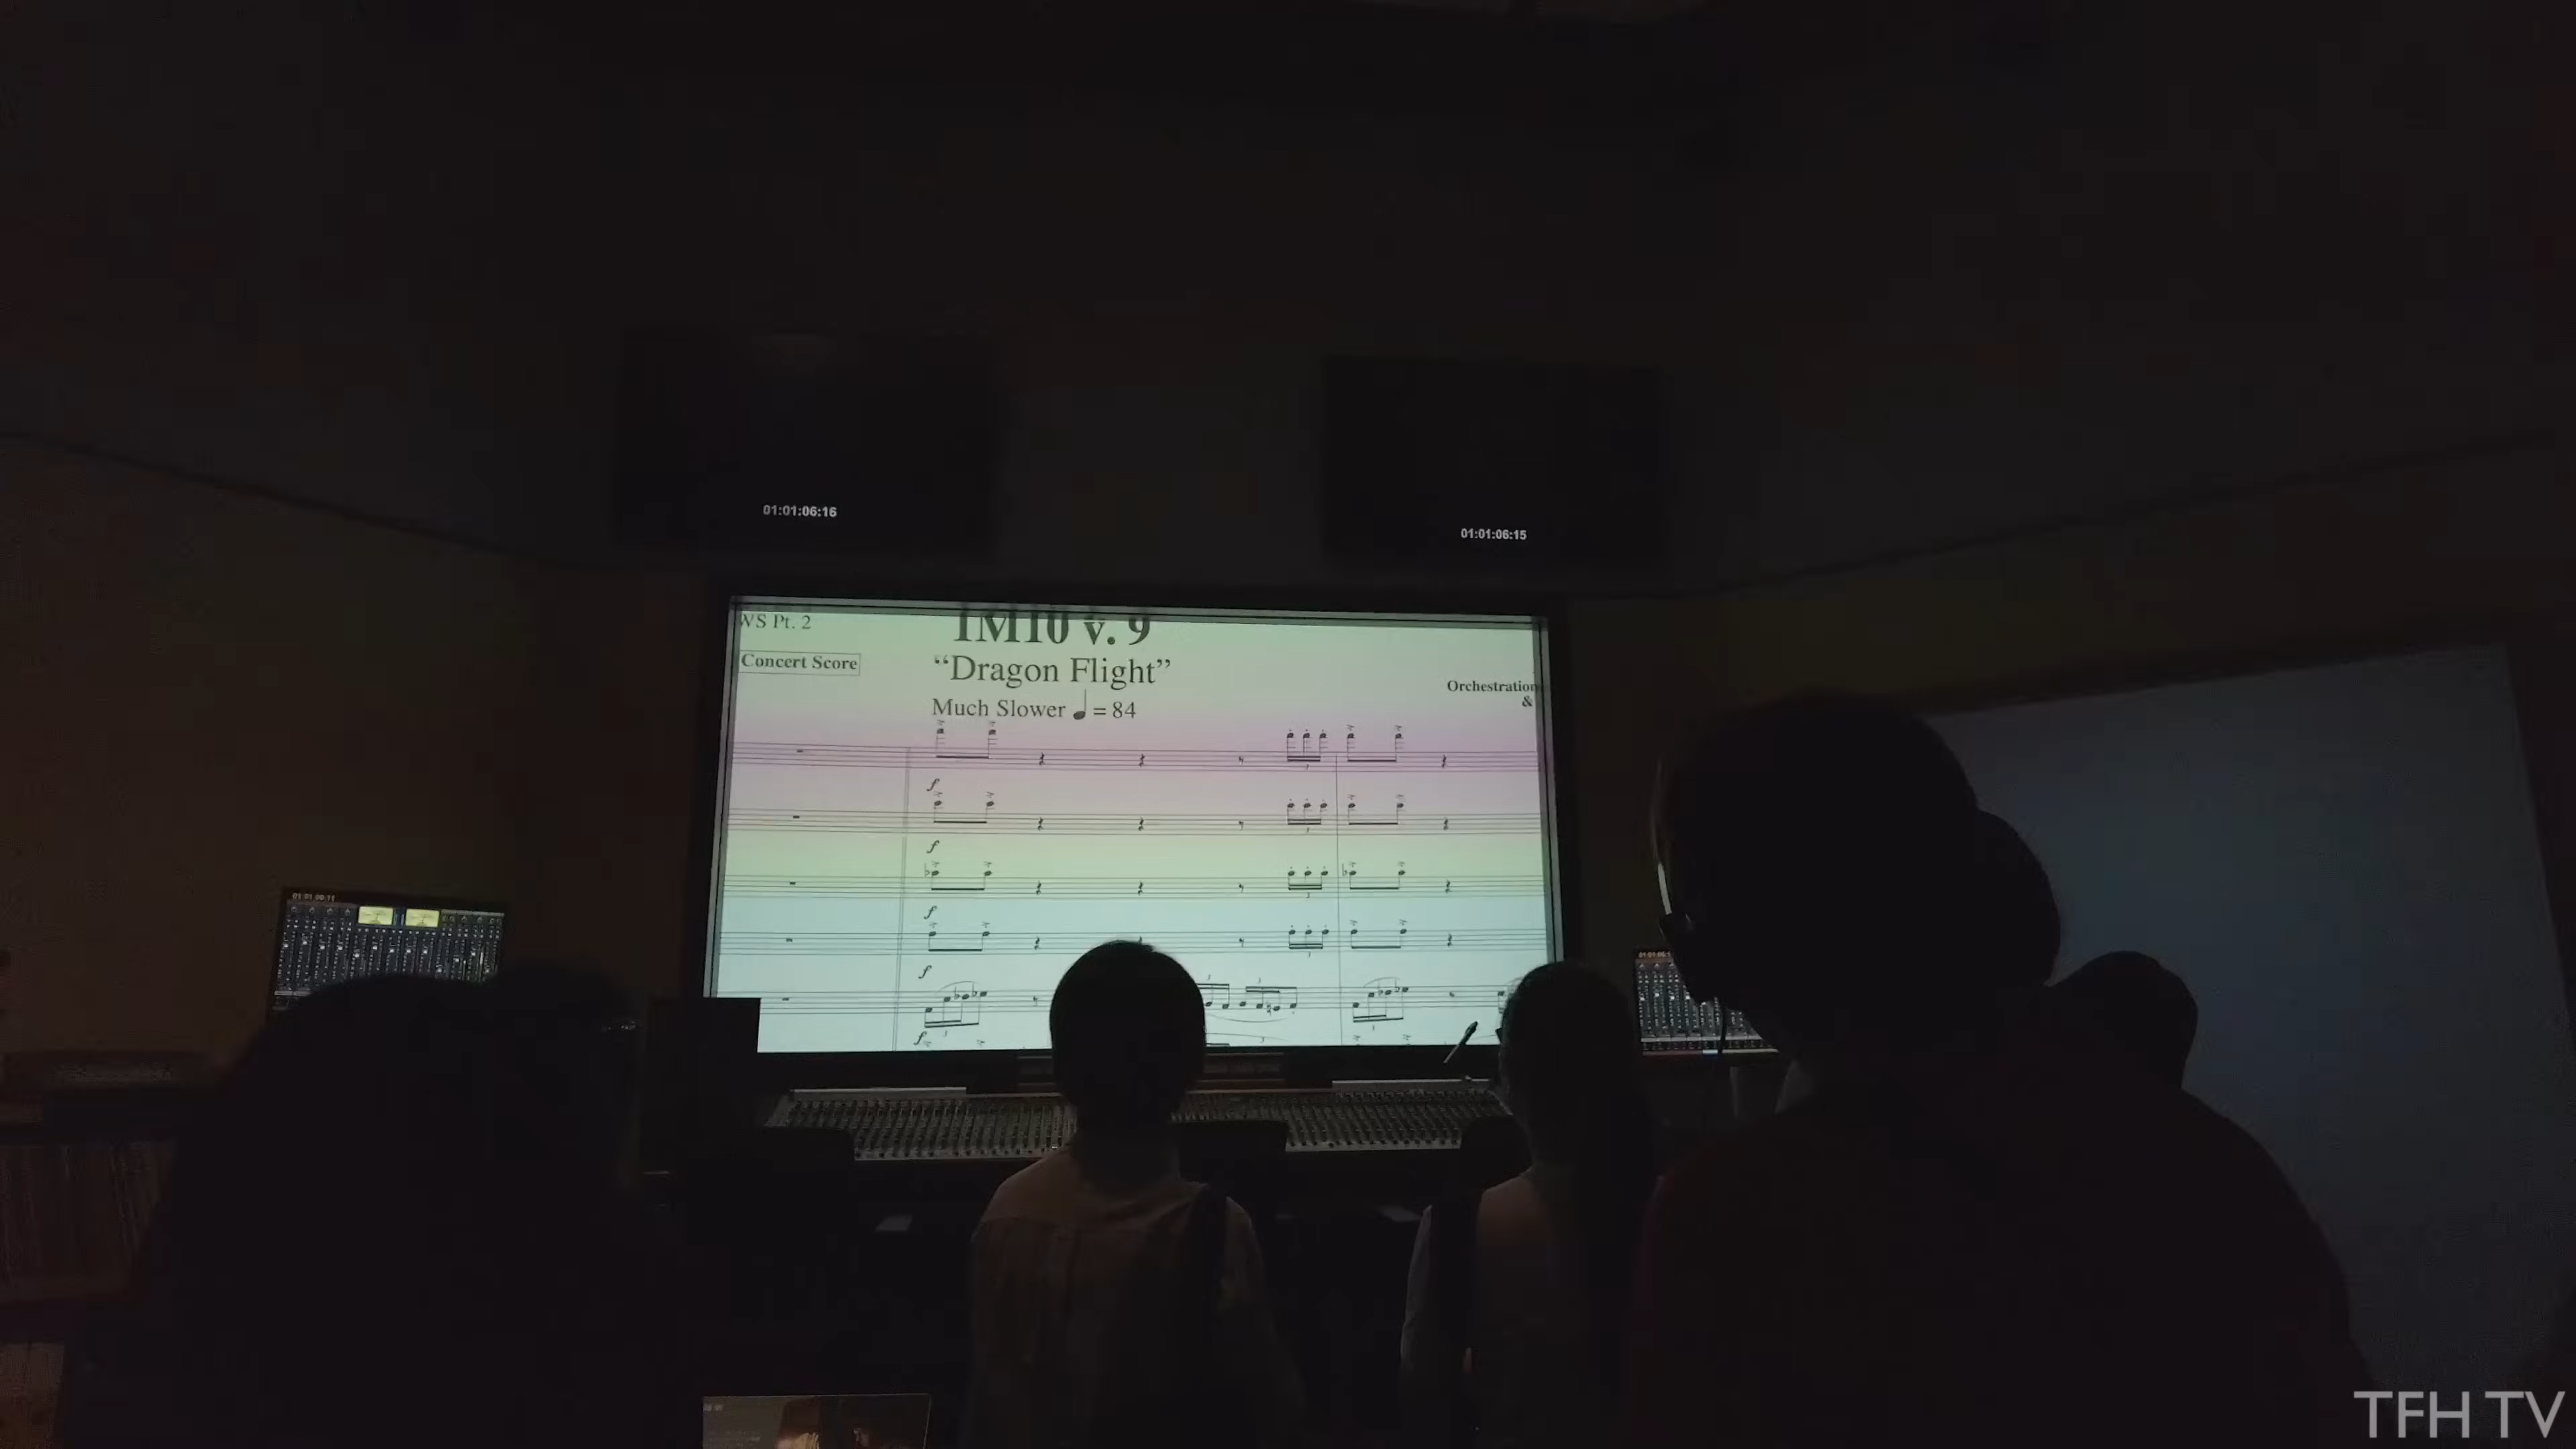 01:01:06:16
01:01:06:15
WS Pt. 2
1M10 v. 9
Concert Score
“Dragon Flight”
Orchestration
&
Much Slower ♩ = 84
f
f
f
f
f
TFH TV